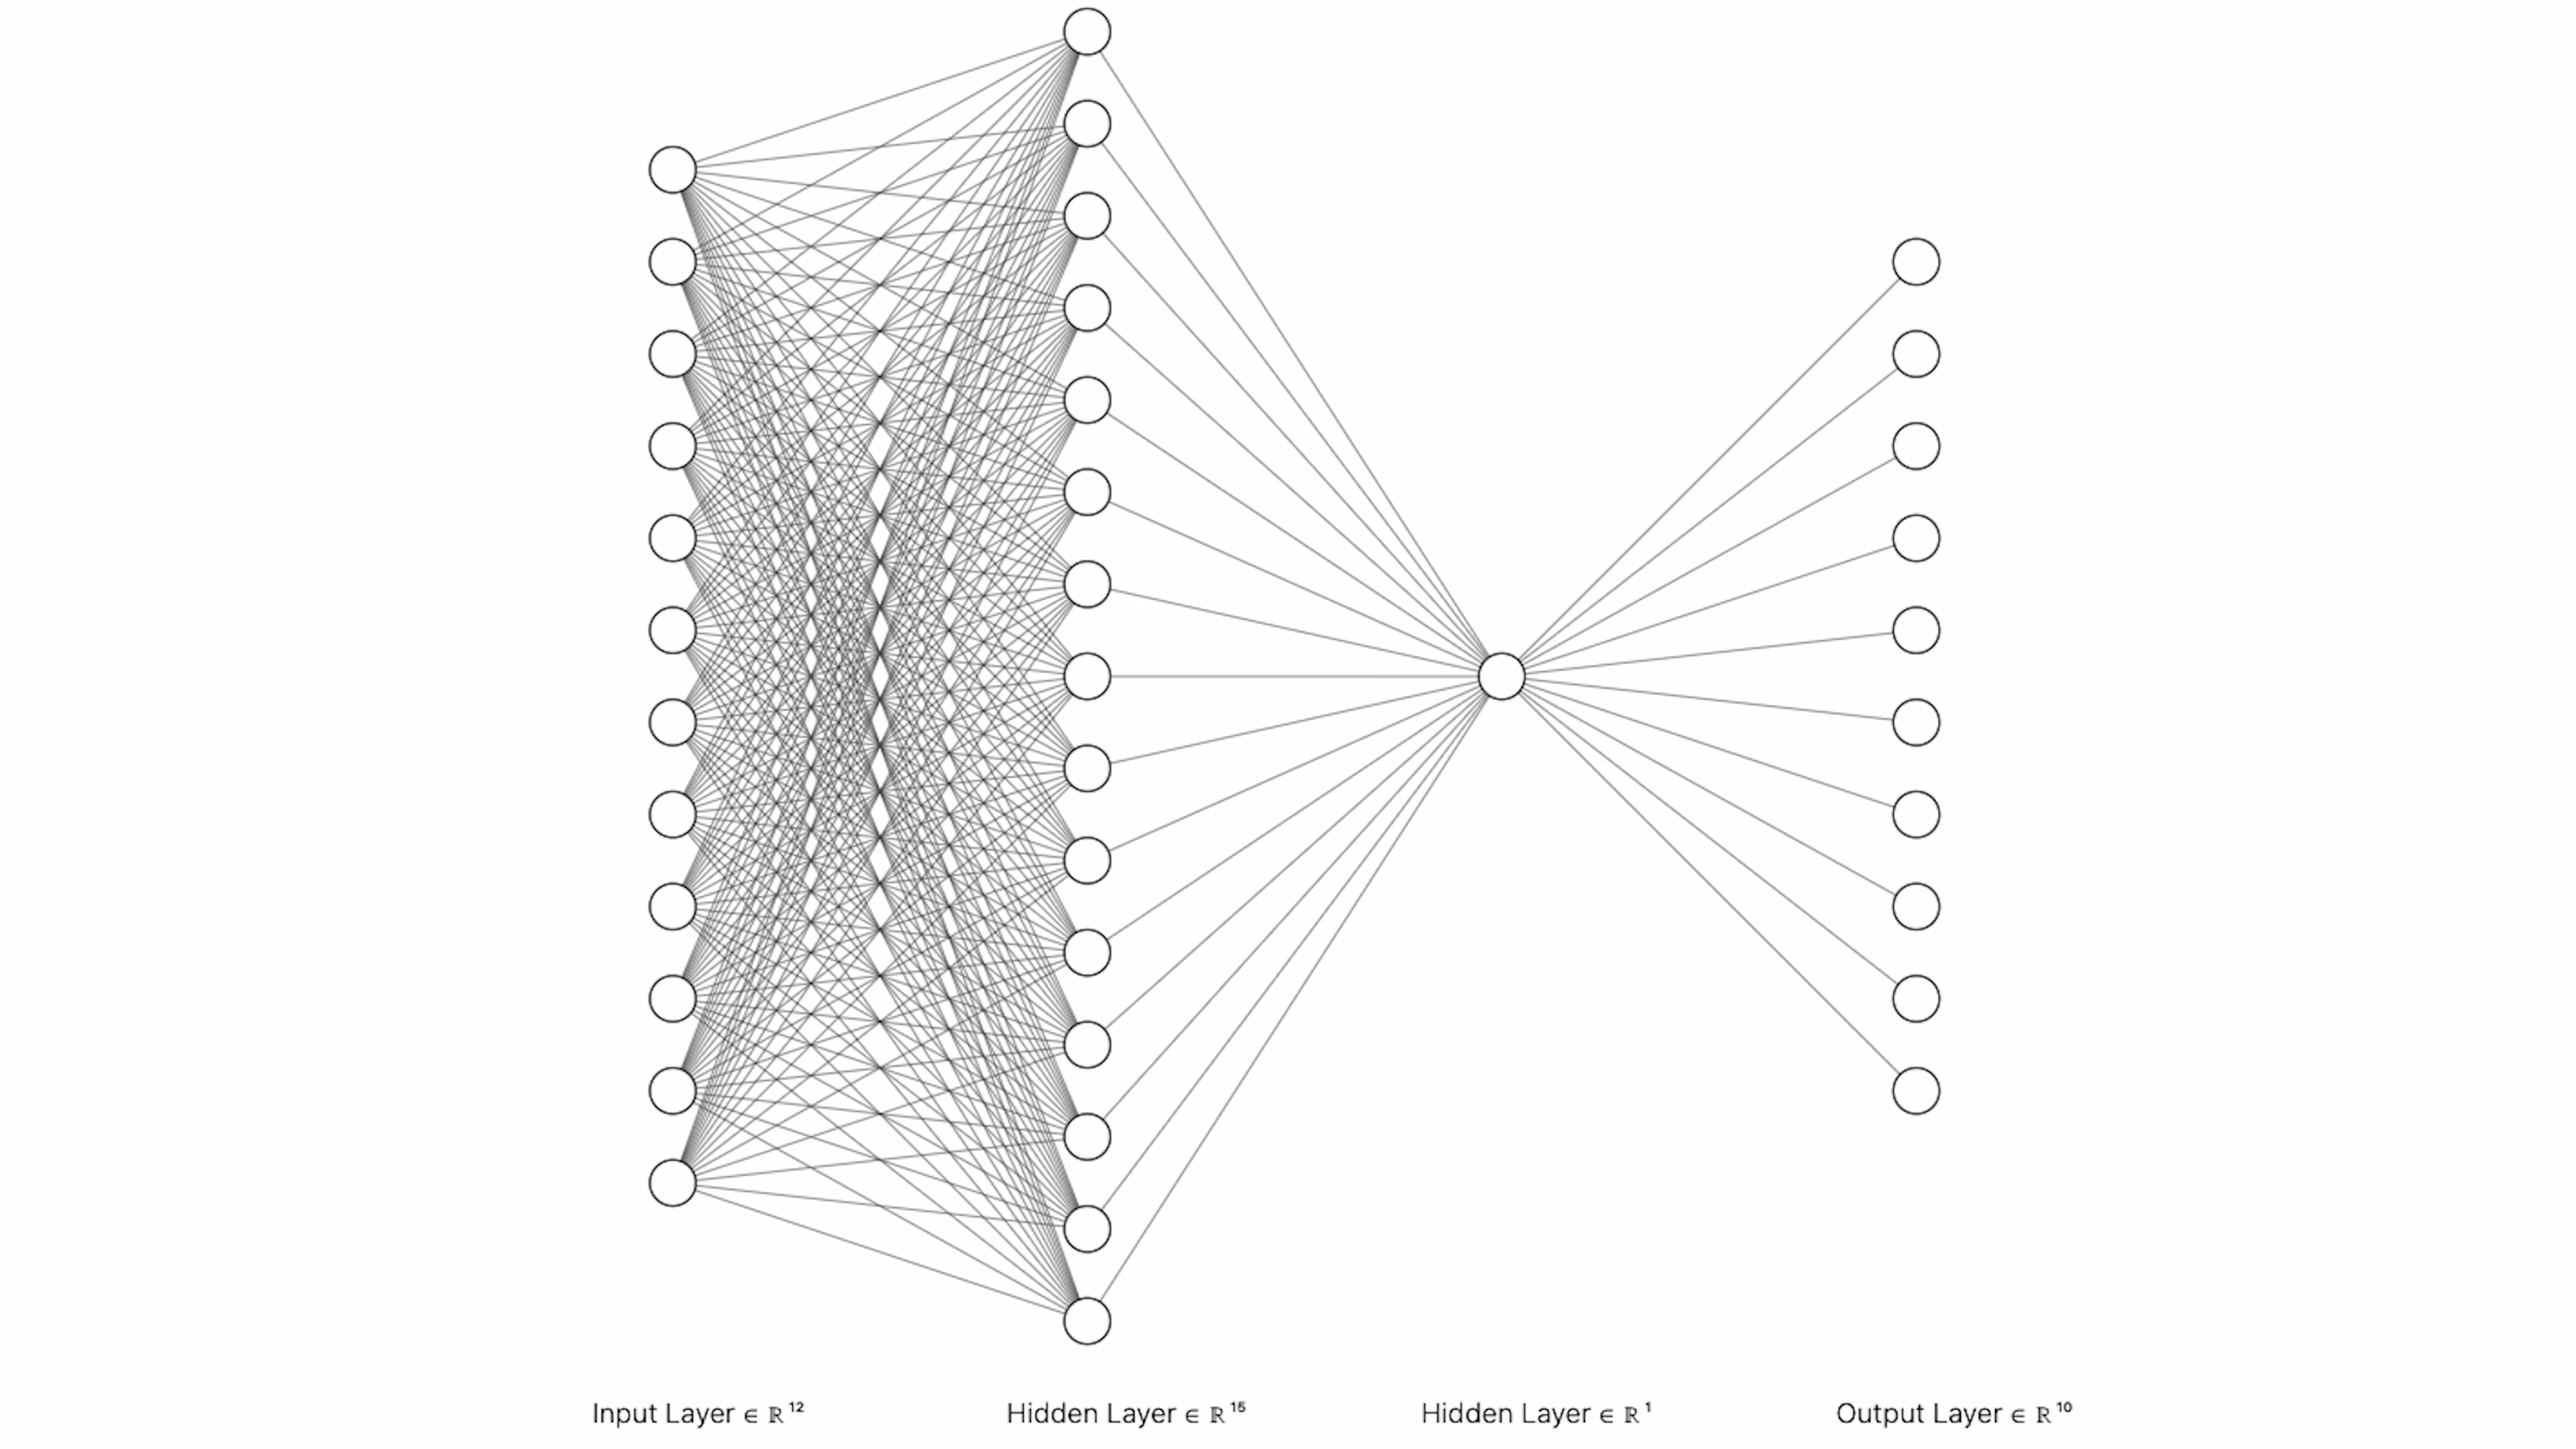 Input Layer ∈ ℝ¹²
Hidden Layer ∈ ℝ¹⁵
Hidden Layer ∈ ℝ¹
Output Layer ∈ ℝ¹⁰